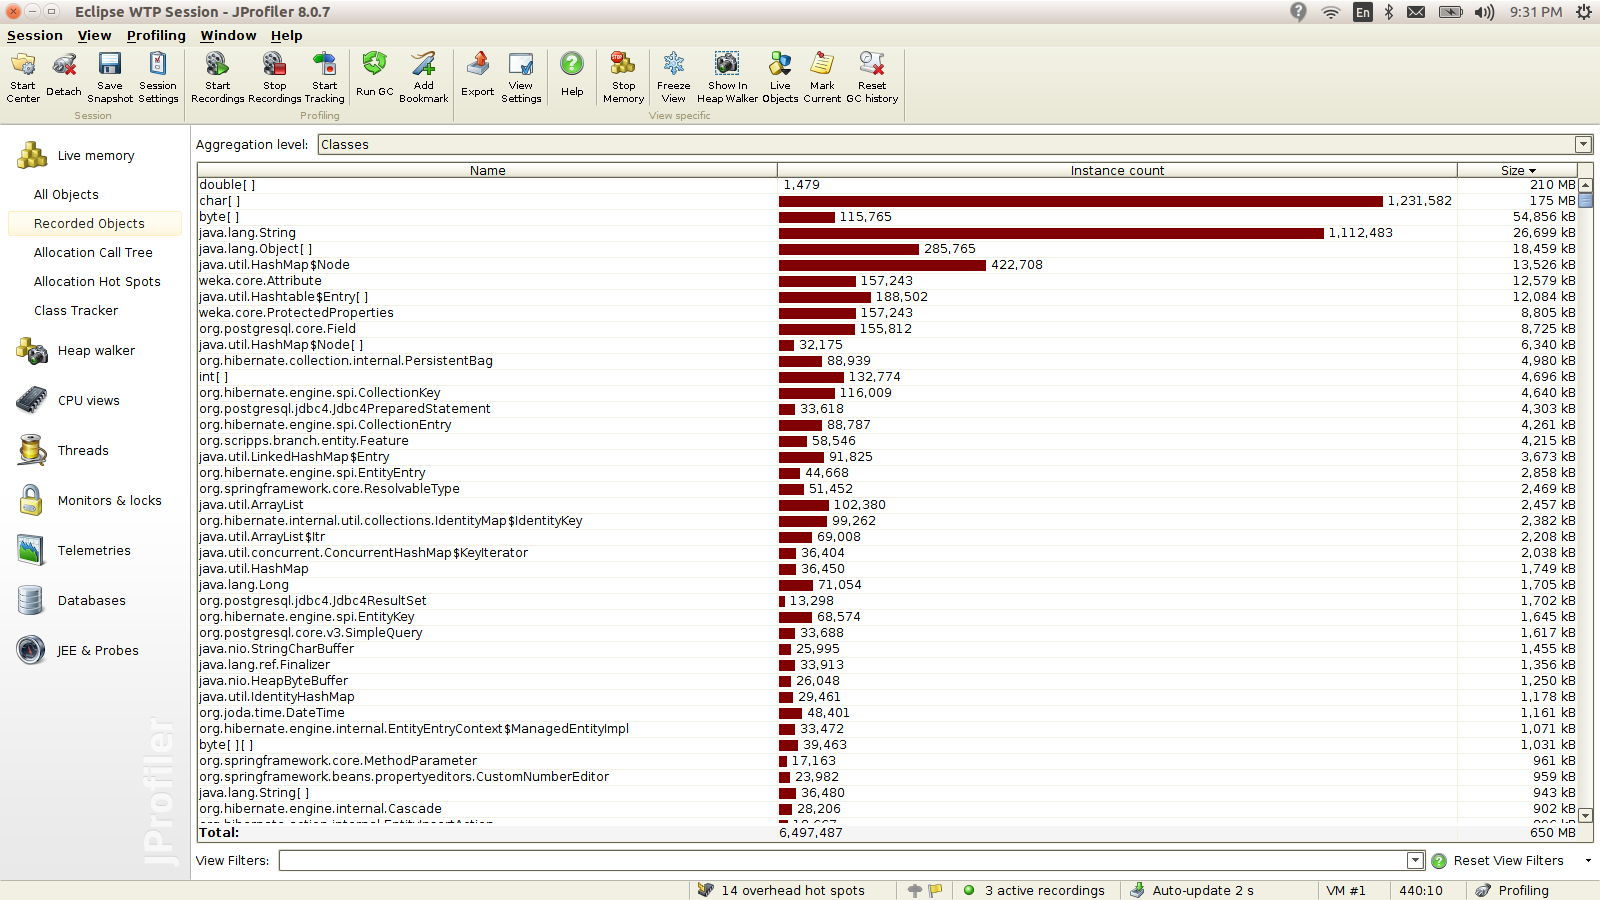 Eclipse WTP Session - JProfiler 8.0.7
En
9:31 PM
Session View Profiling Window Help
Start Center
Detach
Save Snapshot
Session Settings
Start Recordings
Stop Recordings
Start Tracking
Run GC
Add Bookmark
Export
View Settings
Help
Stop Memory
Freeze View
Show In Heap Walker
Live Objects
Mark Current
Reset GC history
Session
Profiling
View specific
Live memory
All Objects
Recorded Objects
Allocation Call Tree
Allocation Hot Spots
Class Tracker
Heap walker
CPU views
Threads
Monitors & locks
Telemetries
Databases
JEE & Probes
JProfiler
Aggregation level: Classes
Name Instance count Size
double[ ] 1,479 210 MB
char[ ] 1,231,582 175 MB
byte[ ] 115,765 54,856 kB
java.lang.String 1,112,483 26,699 kB
java.lang.Object[ ] 285,765 18,459 kB
java.util.HashMap$Node 422,708 13,526 kB
weka.core.Attribute 157,243 12,579 kB
java.util.Hashtable$Entry[ ] 188,502 12,084 kB
weka.core.ProtectedProperties 157,243 8,805 kB
org.postgresql.core.Field 155,812 8,725 kB
java.util.HashMap$Node[ ] 32,175 6,340 kB
org.hibernate.collection.internal.PersistentBag 88,939 4,980 kB
int[ ] 132,774 4,696 kB
org.hibernate.engine.spi.CollectionKey 116,009 4,640 kB
org.postgresql.jdbc4.Jdbc4PreparedStatement 33,618 4,303 kB
org.hibernate.engine.spi.CollectionEntry 88,787 4,261 kB
org.scripps.branch.entity.Feature 58,546 4,215 kB
java.util.LinkedHashMap$Entry 91,825 3,673 kB
org.hibernate.engine.spi.EntityEntry 44,668 2,858 kB
org.springframework.core.ResolvableType 51,452 2,469 kB
java.util.ArrayList 102,380 2,457 kB
org.hibernate.internal.util.collections.IdentityMap$IdentityKey 99,262 2,382 kB
java.util.ArrayList$Itr 69,008 2,208 kB
java.util.concurrent.ConcurrentHashMap$KeyIterator 36,404 2,038 kB
java.util.HashMap 36,450 1,749 kB
java.lang.Long 71,054 1,705 kB
org.postgresql.jdbc4.Jdbc4ResultSet 13,298 1,702 kB
org.hibernate.engine.spi.EntityKey 68,574 1,645 kB
org.postgresql.core.v3.SimpleQuery 33,688 1,617 kB
java.nio.StringCharBuffer 25,995 1,455 kB
java.lang.ref.Finalizer 33,913 1,356 kB
java.nio.HeapByteBuffer 26,048 1,250 kB
java.util.IdentityHashMap 29,461 1,178 kB
org.joda.time.DateTime 48,401 1,161 kB
org.hibernate.engine.internal.EntityEntryContext$ManagedEntityImpl 33,472 1,071 kB
byte[ ][ ] 39,463 1,031 kB
org.springframework.core.MethodParameter 17,163 961 kB
org.springframework.beans.propertyeditors.CustomNumberEditor 23,982 959 kB
java.lang.String[ ] 36,480 943 kB
org.hibernate.engine.internal.Cascade 28,206 902 kB
Total: 6,497,487 650 MB
View Filters: Reset View Filters
14 overhead hot spots 3 active recordings Auto-update 2 s VM #1 440:10 Profiling